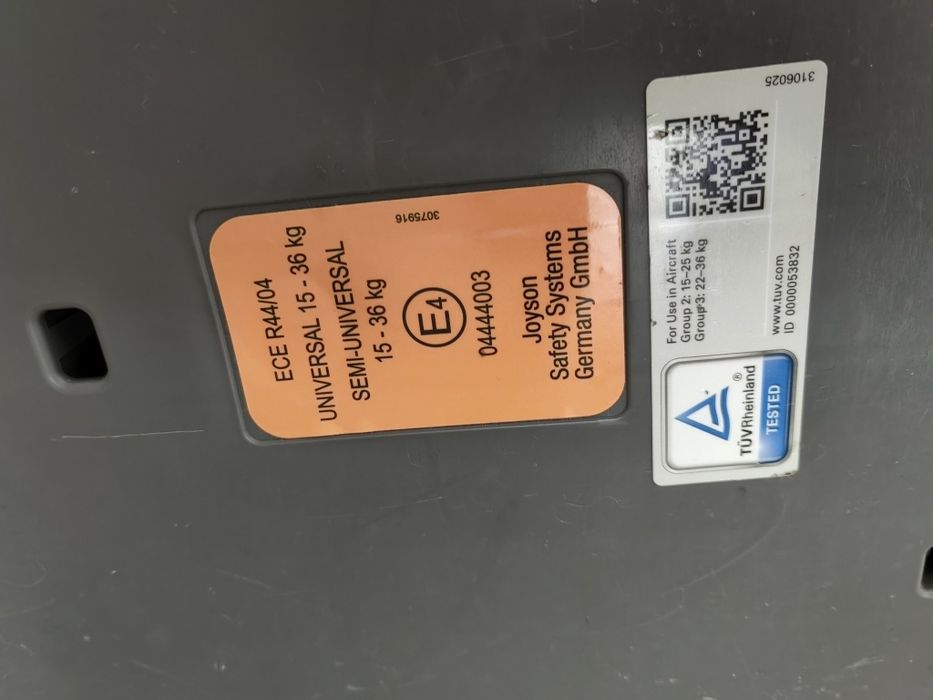 ECE R44/04
UNIVERSAL 15 - 36 kg
SEMI-UNIVERSAL
15 - 36 kg
E4
04444003
Joyson
Safety Systems
Germany GmbH
3075916
For Use in Aircraft
Group 2: 15–25 kg
Group 3: 22–36 kg
www.tuv.com
ID 0000053832
TÜVRheinland®
TESTED
3106025